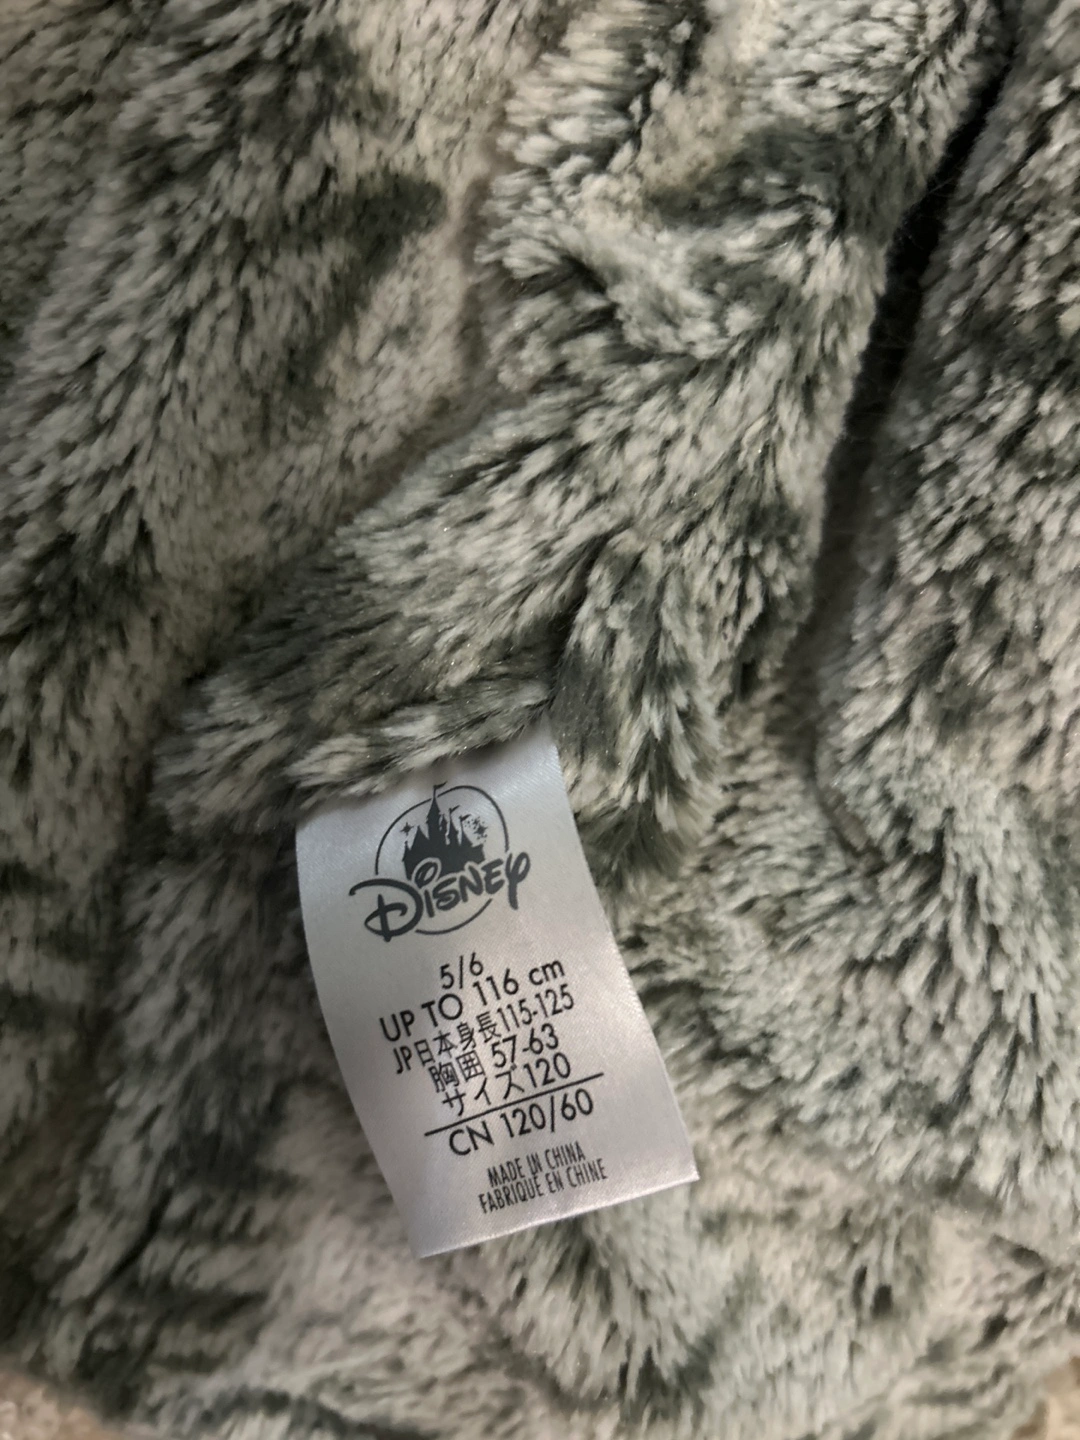 DISNEY
5/6
UP TO 116 cm
JP日本身長115-125
胸囲 57-63
サイズ120
CN 120/60
MADE IN CHINA
FABRIQUÉ EN CHINE